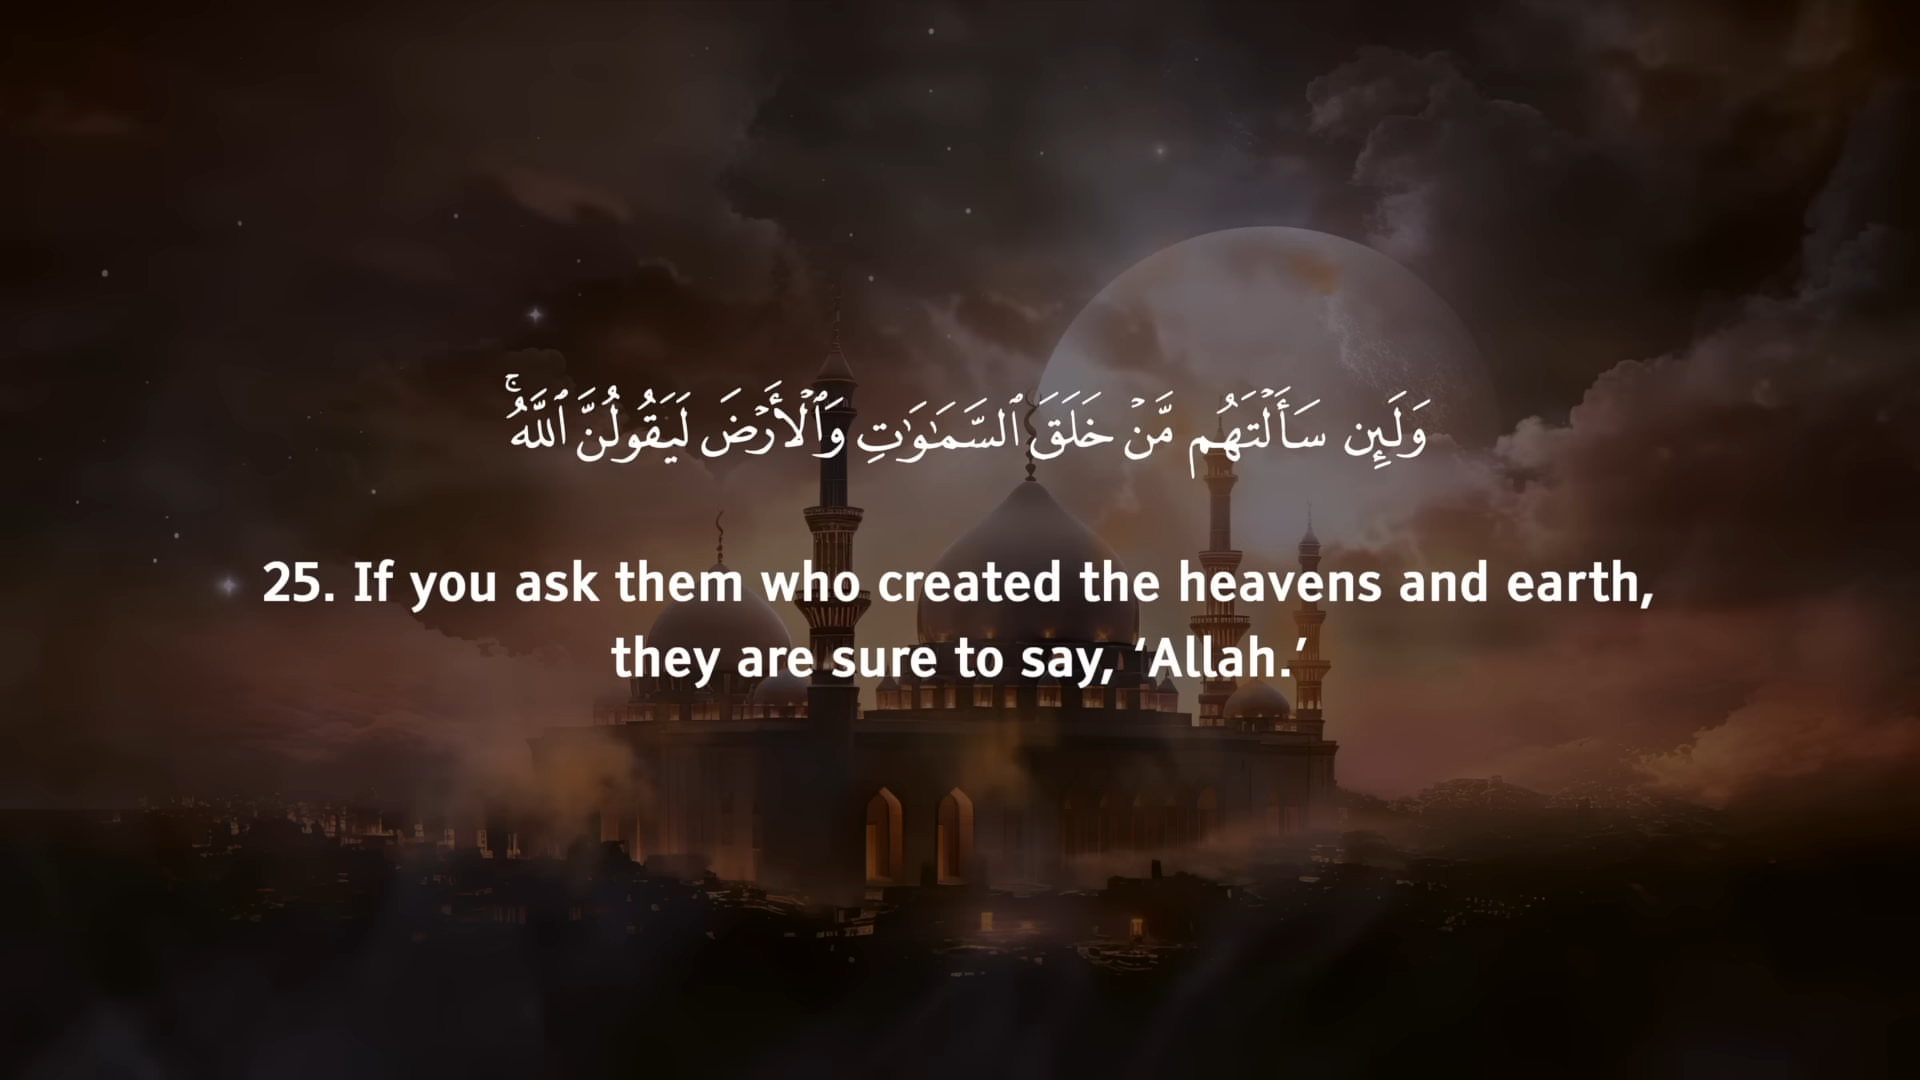 وَلَئِن سَأَلْتَهُم مَّنْ خَلَقَ ٱلسَّمَـٰوَٰتِ وَٱلْأَرْضَ لَيَقُولُنَّ ٱللَّهُ ۚ
25. If you ask them who created the heavens and earth,
they are sure to say, ‘Allah.’